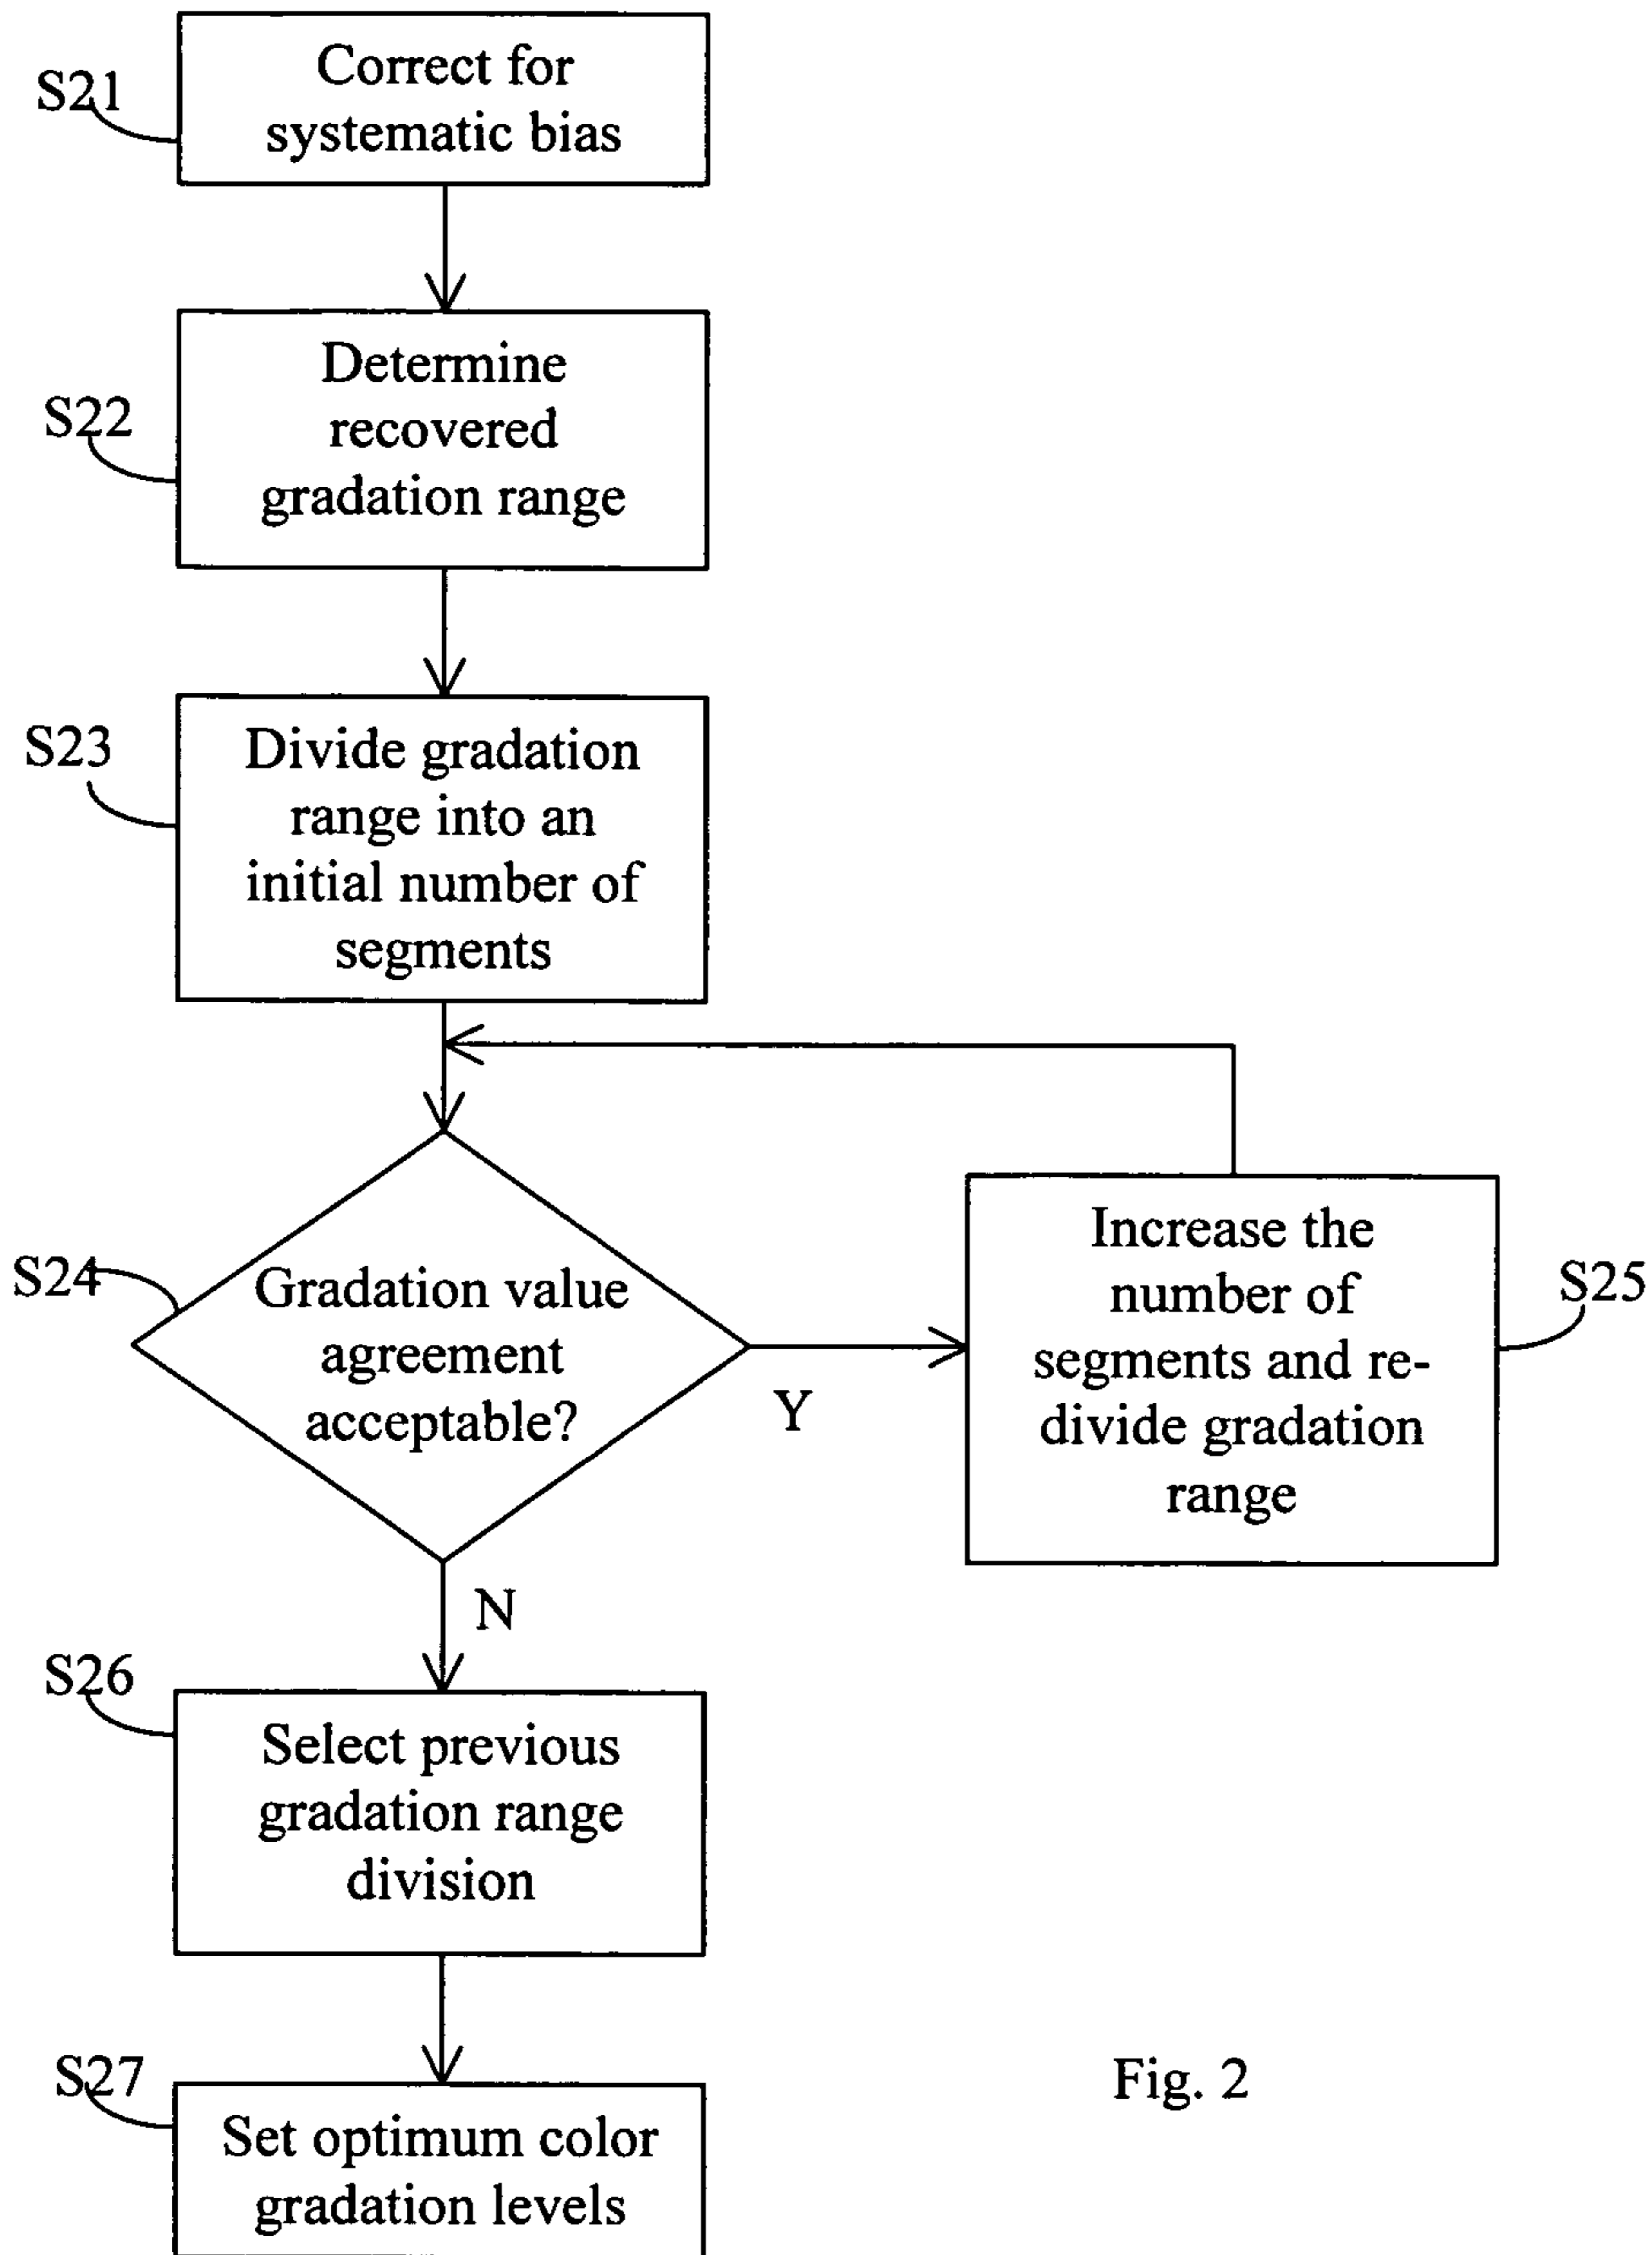 S21
Correct for
systematic bias
S22
Determine
recovered
gradation range
S23
Divide gradation
range into an
initial number of
segments
S24
Gradation value
agreement
acceptable?
Y
Increase the
number of
segments and re-
divide gradation
range
S25
N
S26
Select previous
gradation range
division
S27
Set optimum color
gradation levels
Fig. 2